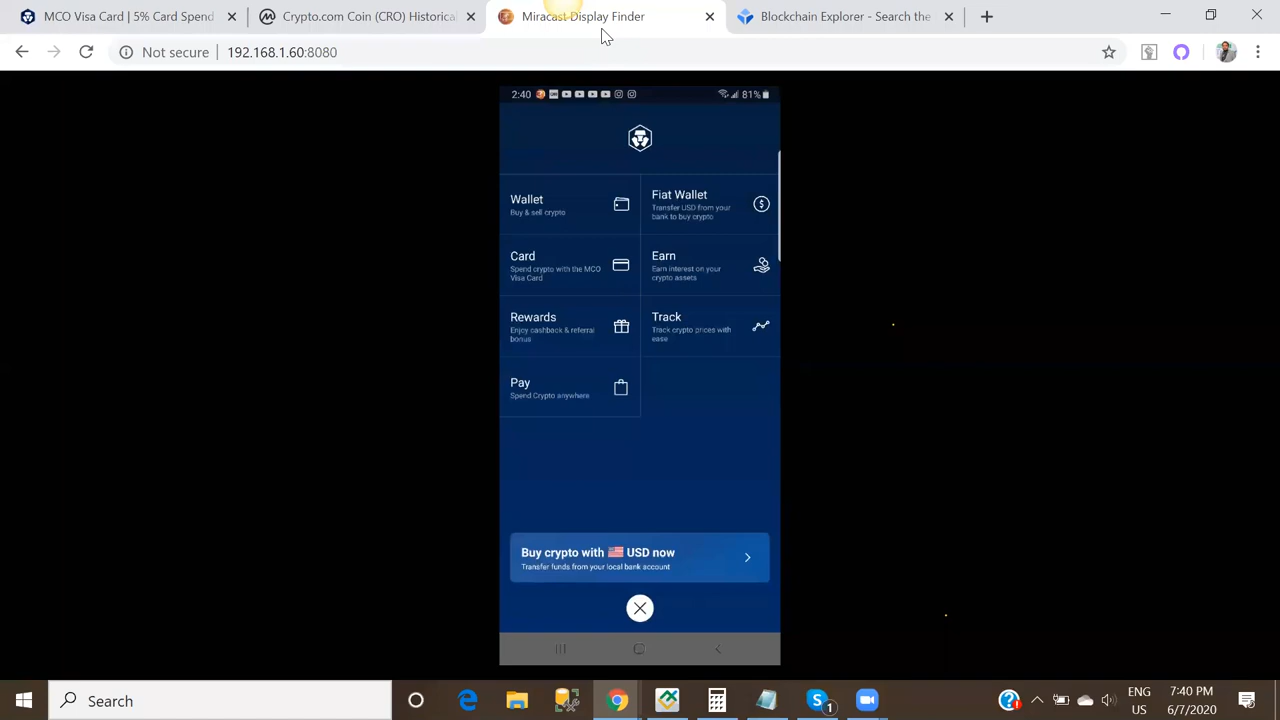 MCO Visa Card | 5% Card Spend
Crypto.com Coin (CRO) Historical
Miracast Display Finder
Blockchain Explorer - Search the
Not secure
192.168.1.60:8080
2:40
81%
Wallet
Buy & sell crypto
Fiat Wallet
Transfer USD from your
bank to buy crypto
Card
Spend crypto with the MCO
Visa Card
Earn
Earn interest on your
crypto assets
Rewards
Enjoy cashback & referral
bonus
Track
Track crypto prices with
ease
Pay
Spend Crypto anywhere
Buy crypto with USD now
Transfer funds from your local bank account
Search
1
ENG
US
7:40 PM
6/7/2020